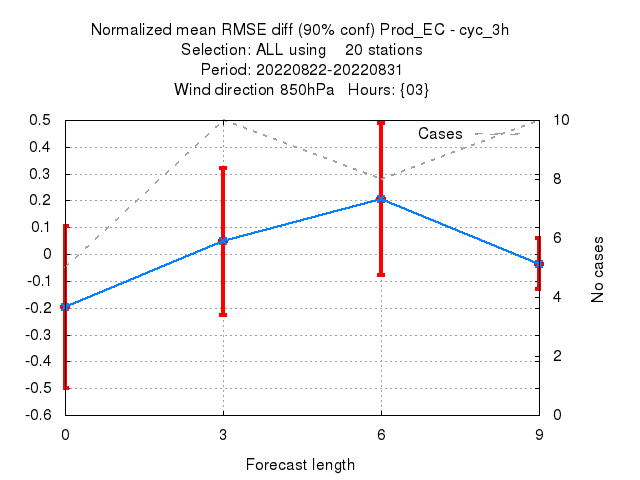 Normalized mean RMSE diff (90% conf) Prod_EC - cyc_3h
Selection: ALL using    20 stations
Period: 20220822-20220831
Wind direction 850hPa   Hours: {03}
0.5
0.4
0.3
0.2
0.1
0
-0.1
-0.2
-0.3
-0.4
-0.5
-0.6
Cases
10
8
6
4
2
0
No cases
0 3 6 9
Forecast length